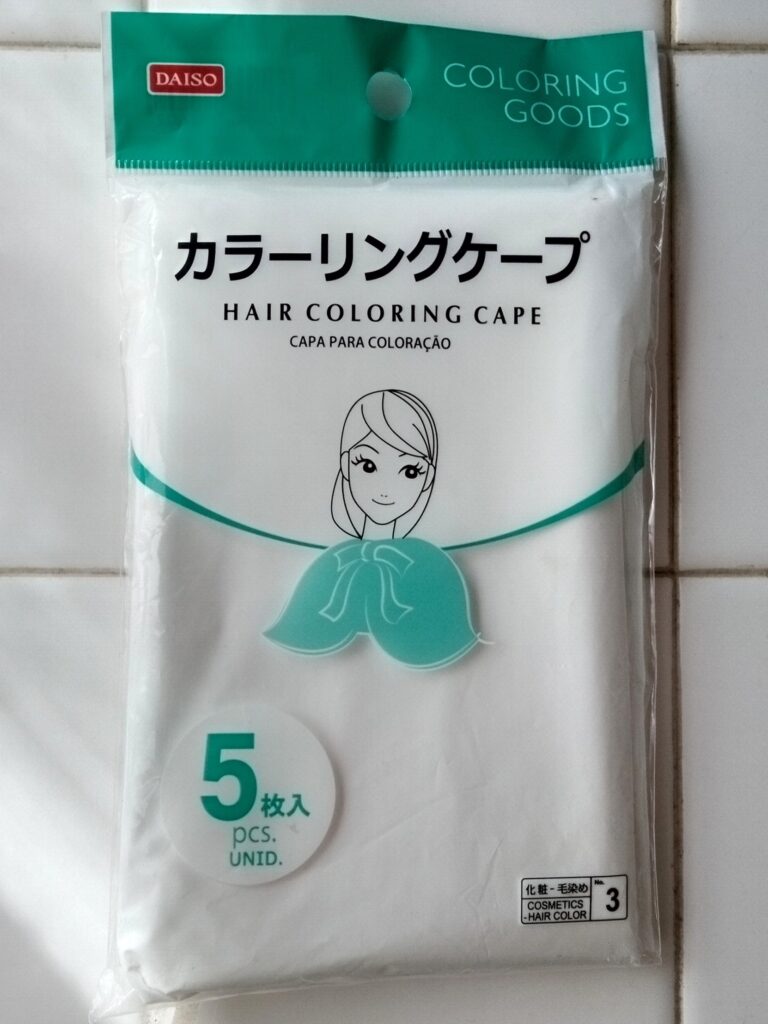 DAISO
COLORING
GOODS
カラーリングケープ
HAIR COLORING CAPE
CAPA PARA COLORAÇÃO
5枚入
pcs.
UNID.
化粧-毛染め
COSMETICS
-HAIR COLOR
No.
3